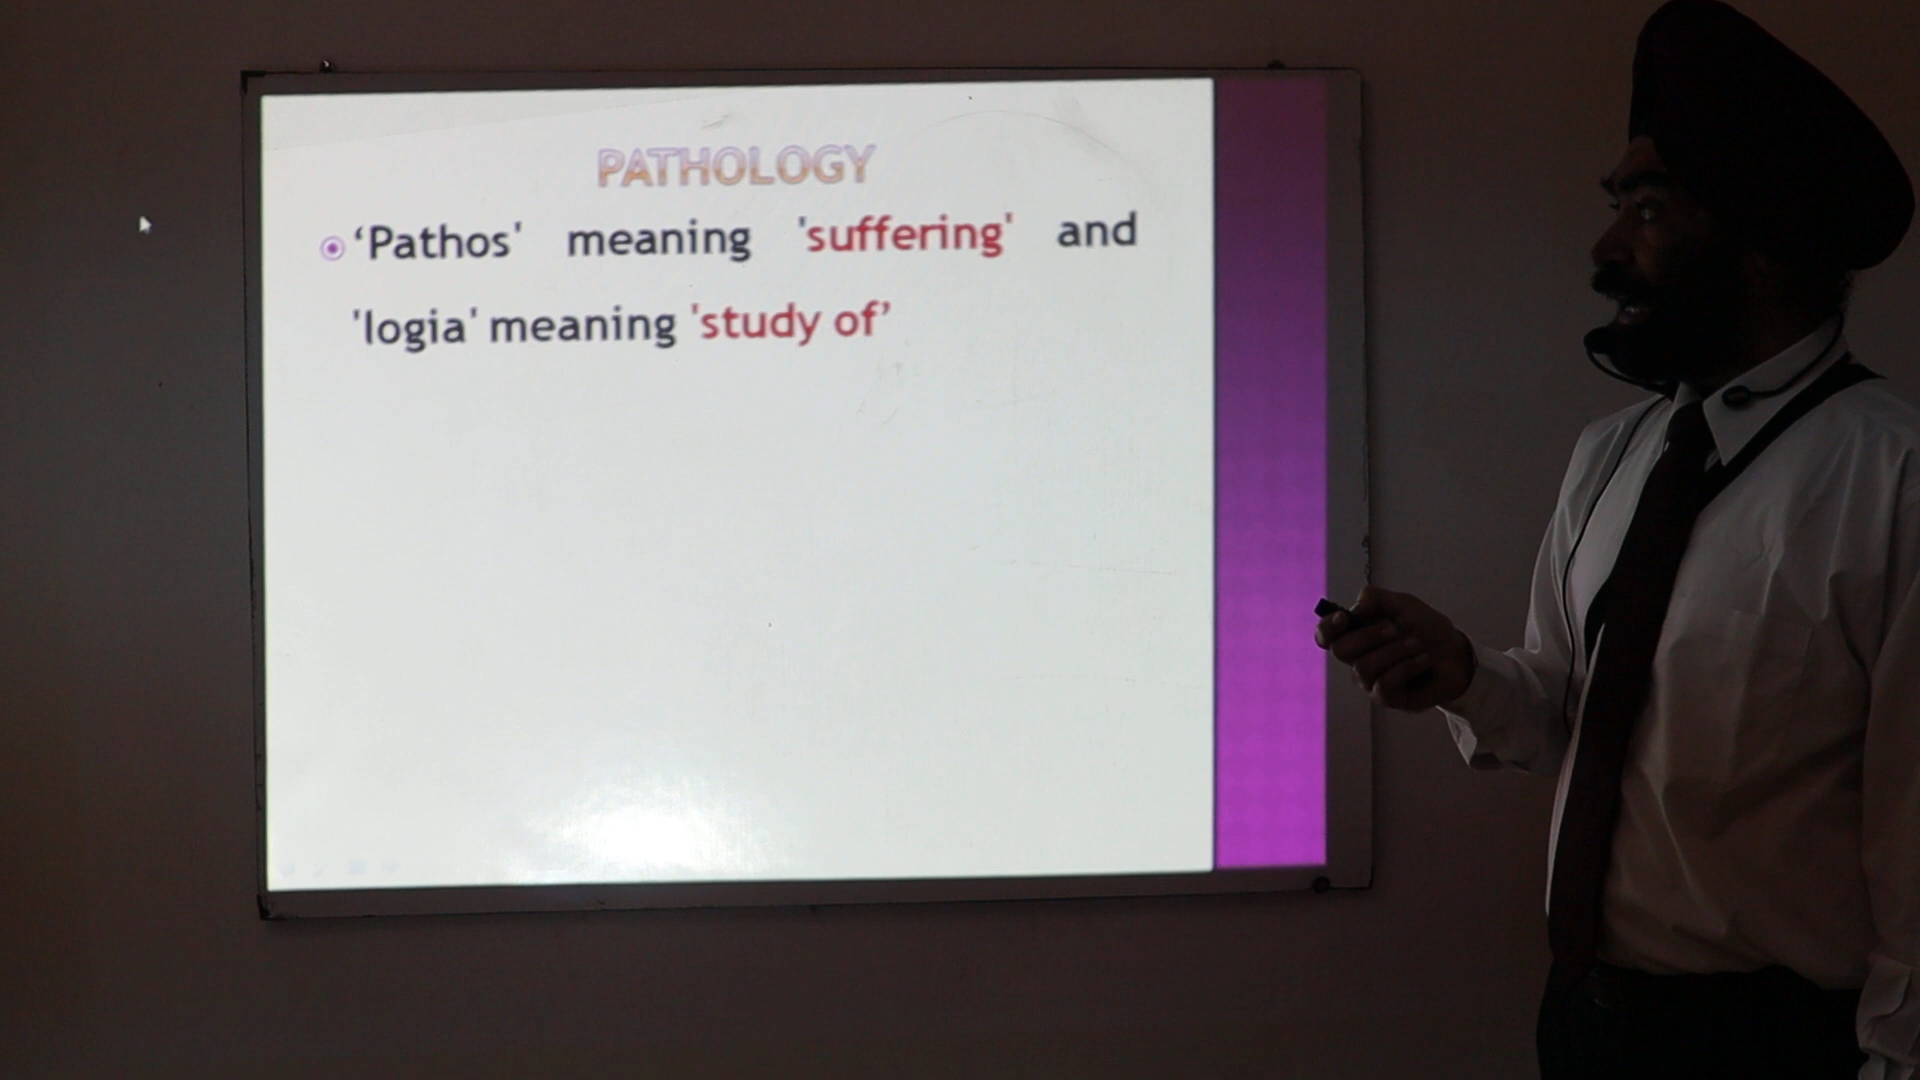 PATHOLOGY
‘Pathos' meaning 'suffering' and
'logia' meaning 'study of’